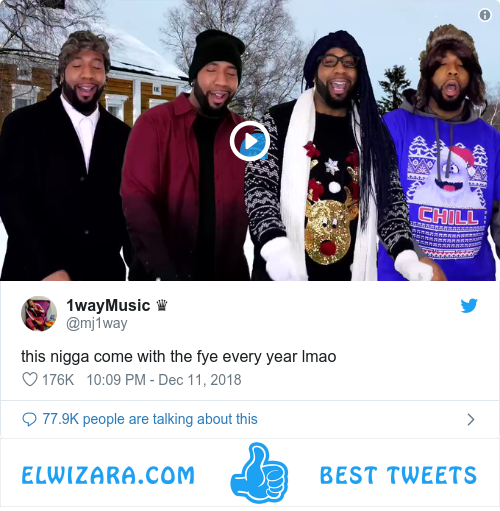 CHILL
1wayMusic ♛
@mj1way
this nigga come with the fye every year lmao
176K 10:09 PM - Dec 11, 2018
77.9K people are talking about this
ELWIZARA.COM BEST TWEETS